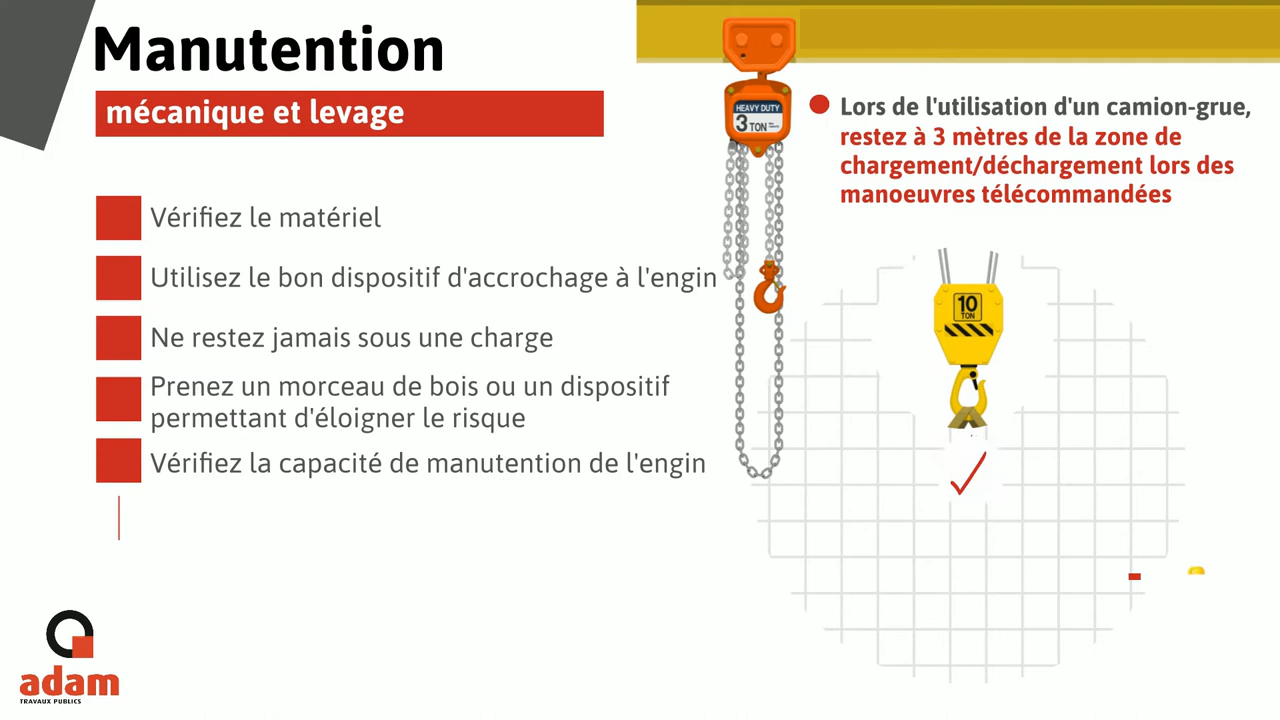 Manutention
mécanique et levage
Vérifiez le matériel
Utilisez le bon dispositif d'accrochage à l'engin
Ne restez jamais sous une charge
Prenez un morceau de bois ou un dispositif
permettant d'éloigner le risque
Vérifiez la capacité de manutention de l'engin
HEAVY DUTY
3 TON
Lors de l'utilisation d'un camion-grue,
restez à 3 mètres de la zone de
chargement/déchargement lors des
manoeuvres télécommandées
10
TON
adam
TRAVAUX PUBLICS